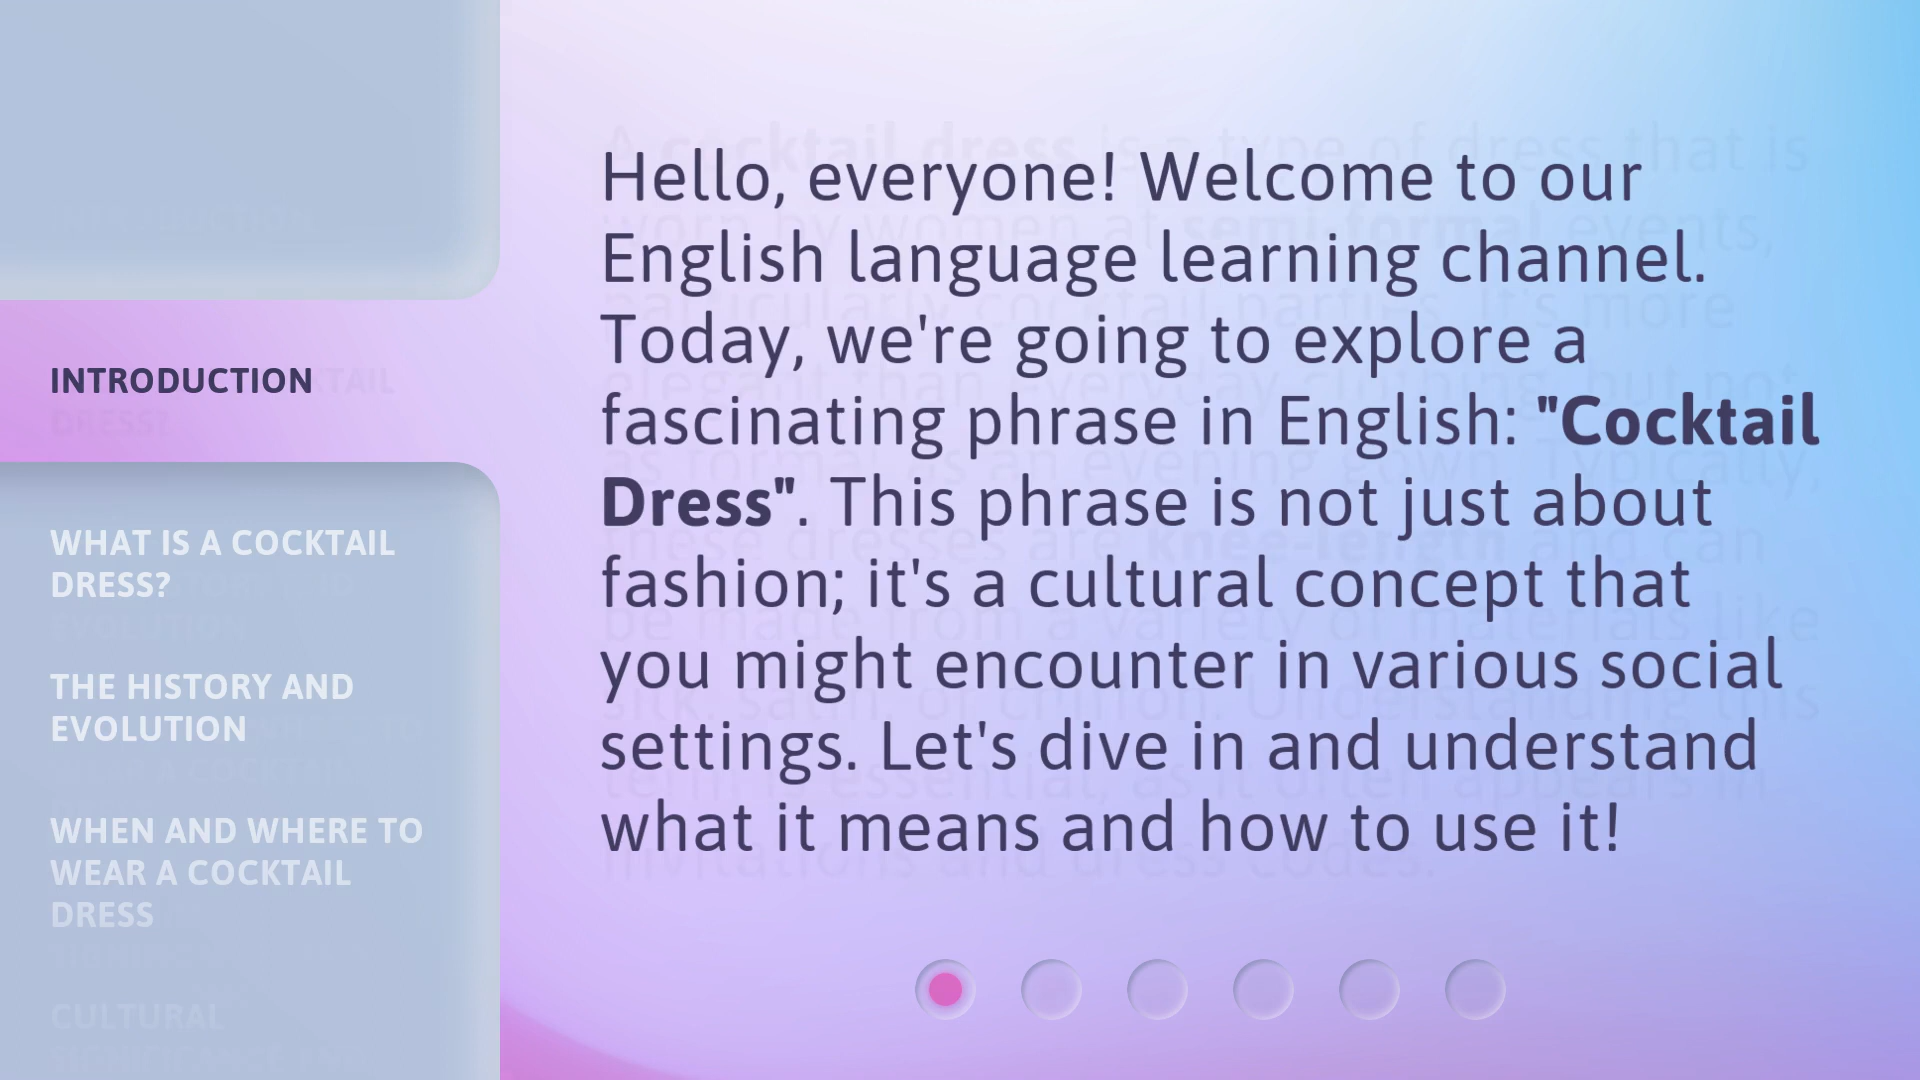 INTRODUCTION
WHAT IS A COCKTAIL
DRESS?
THE HISTORY AND
EVOLUTION
WHEN AND WHERE TO
WEAR A COCKTAIL
DRESS
CULTURAL
Hello, everyone! Welcome to our
English language learning channel.
Today, we're going to explore a
fascinating phrase in English: "Cocktail
Dress". This phrase is not just about
fashion; it's a cultural concept that
you might encounter in various social
settings. Let's dive in and understand
what it means and how to use it!